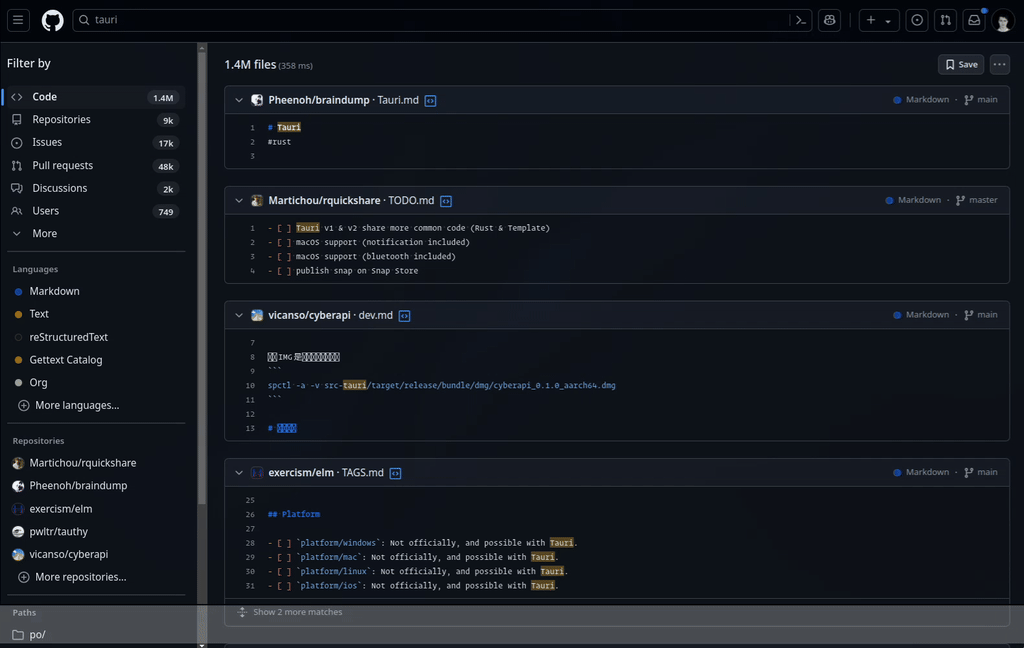 tauri
Filter by
Code 1.4M
Repositories 9k
Issues 17k
Pull requests 48k
Discussions 2k
Users 749
More
Languages
Markdown
Text
reStructuredText
Gettext Catalog
Org
More languages...
Repositories
Martichou/rquickshare
Pheenoh/braindump
exercism/elm
pwltr/tauthy
vicanso/cyberapi
More repositories...
Paths
po/
1.4M files (358 ms)
Save
Pheenoh/braindump · Tauri.md
Markdown · main
1 # Tauri
2 #rust
3
Martichou/rquickshare · TODO.md
Markdown · master
1 - [ ] Tauri v1 & v2 share more common code (Rust & Template)
2 - [ ] macOS support (notification included)
3 - [ ] macOS support (bluetooth included)
4 - [ ] publish snap on snap store
vicanso/cyberapi · dev.md
Markdown · main
7
8 IMG是
9 ```
10 spctl -a -v src-tauri/target/release/bundle/dmg/cyberapi_0.1.0_aarch64.dmg
11 ```
12
13 #
exercism/elm · TAGS.md
Markdown · main
25
26 ## Platform
27
28 - [ ] `platform/windows`: Not officially, and possible with Tauri.
29 - [ ] `platform/mac`: Not officially, and possible with Tauri.
30 - [ ] `platform/linux`: Not officially, and possible with Tauri.
31 - [ ] `platform/ios`: Not officially, and possible with Tauri.
Show 2 more matches